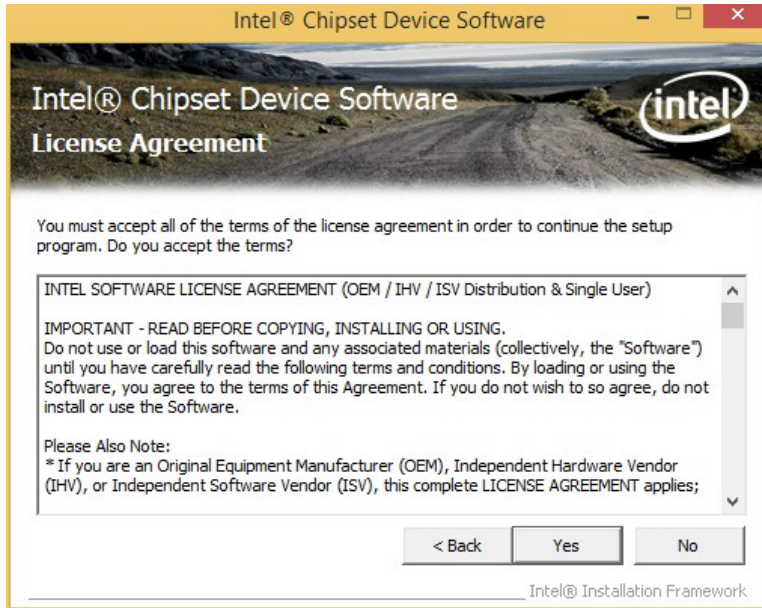 Intel® Chipset Device Software
Intel® Chipset Device Software
intel
License Agreement
You must accept all of the terms of the license agreement in order to continue the setup
program. Do you accept the terms?
INTEL SOFTWARE LICENSE AGREEMENT (OEM / IHV / ISV Distribution & Single User)
IMPORTANT - READ BEFORE COPYING, INSTALLING OR USING.
Do not use or load this software and any associated materials (collectively, the "Software")
until you have carefully read the following terms and conditions. By loading or using the
Software, you agree to the terms of this Agreement. If you do not wish to so agree, do not
install or use the Software.
Please Also Note:
* If you are an Original Equipment Manufacturer (OEM), Independent Hardware Vendor
(IHV), or Independent Software Vendor (ISV), this complete LICENSE AGREEMENT applies;
< Back Yes No
Intel® Installation Framework